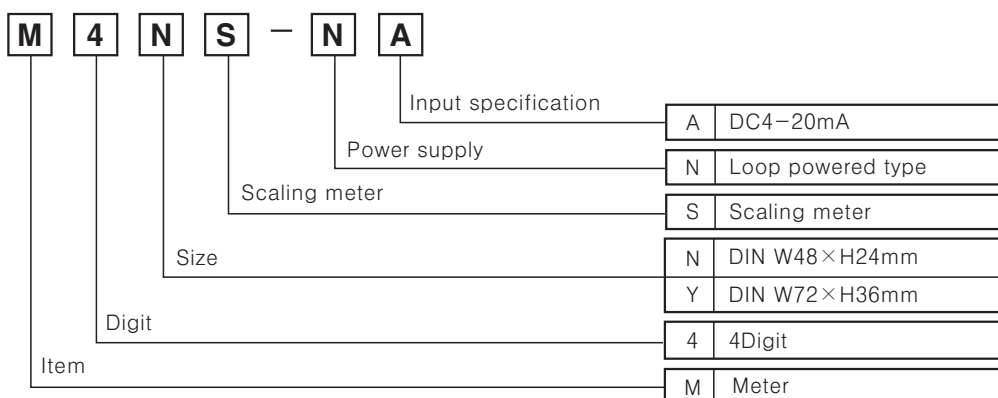 M 4 N S - N A
Input specification
A DC4-20mA
Power supply
N Loop powered type
Scaling meter
S Scaling meter
Size
N DIN W48×H24mm
Y DIN W72×H36mm
Digit
4 4Digit
Item
M Meter